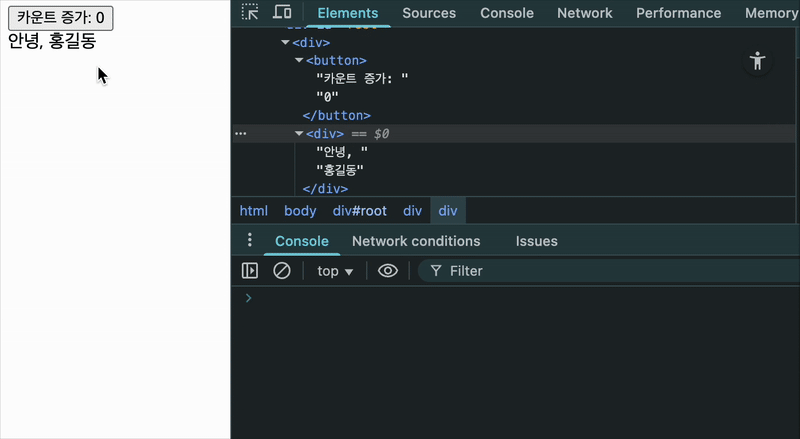 카운트 증가: 0
안녕, 홍길동
Elements Sources Console Network Performance Memory
<div>
<button>
"카운트 증가: "
"0"
</button>
<div> == $0
"안녕, "
"홍길동"
</div>
html body div#root div div
Console Network conditions Issues
top ▼ Filter
>